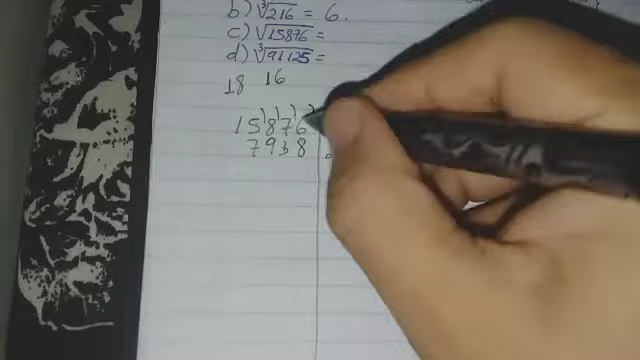 b) ∛216 = 6.
c) √15876 =
d) ∛91125 =
18 16
15876
7938